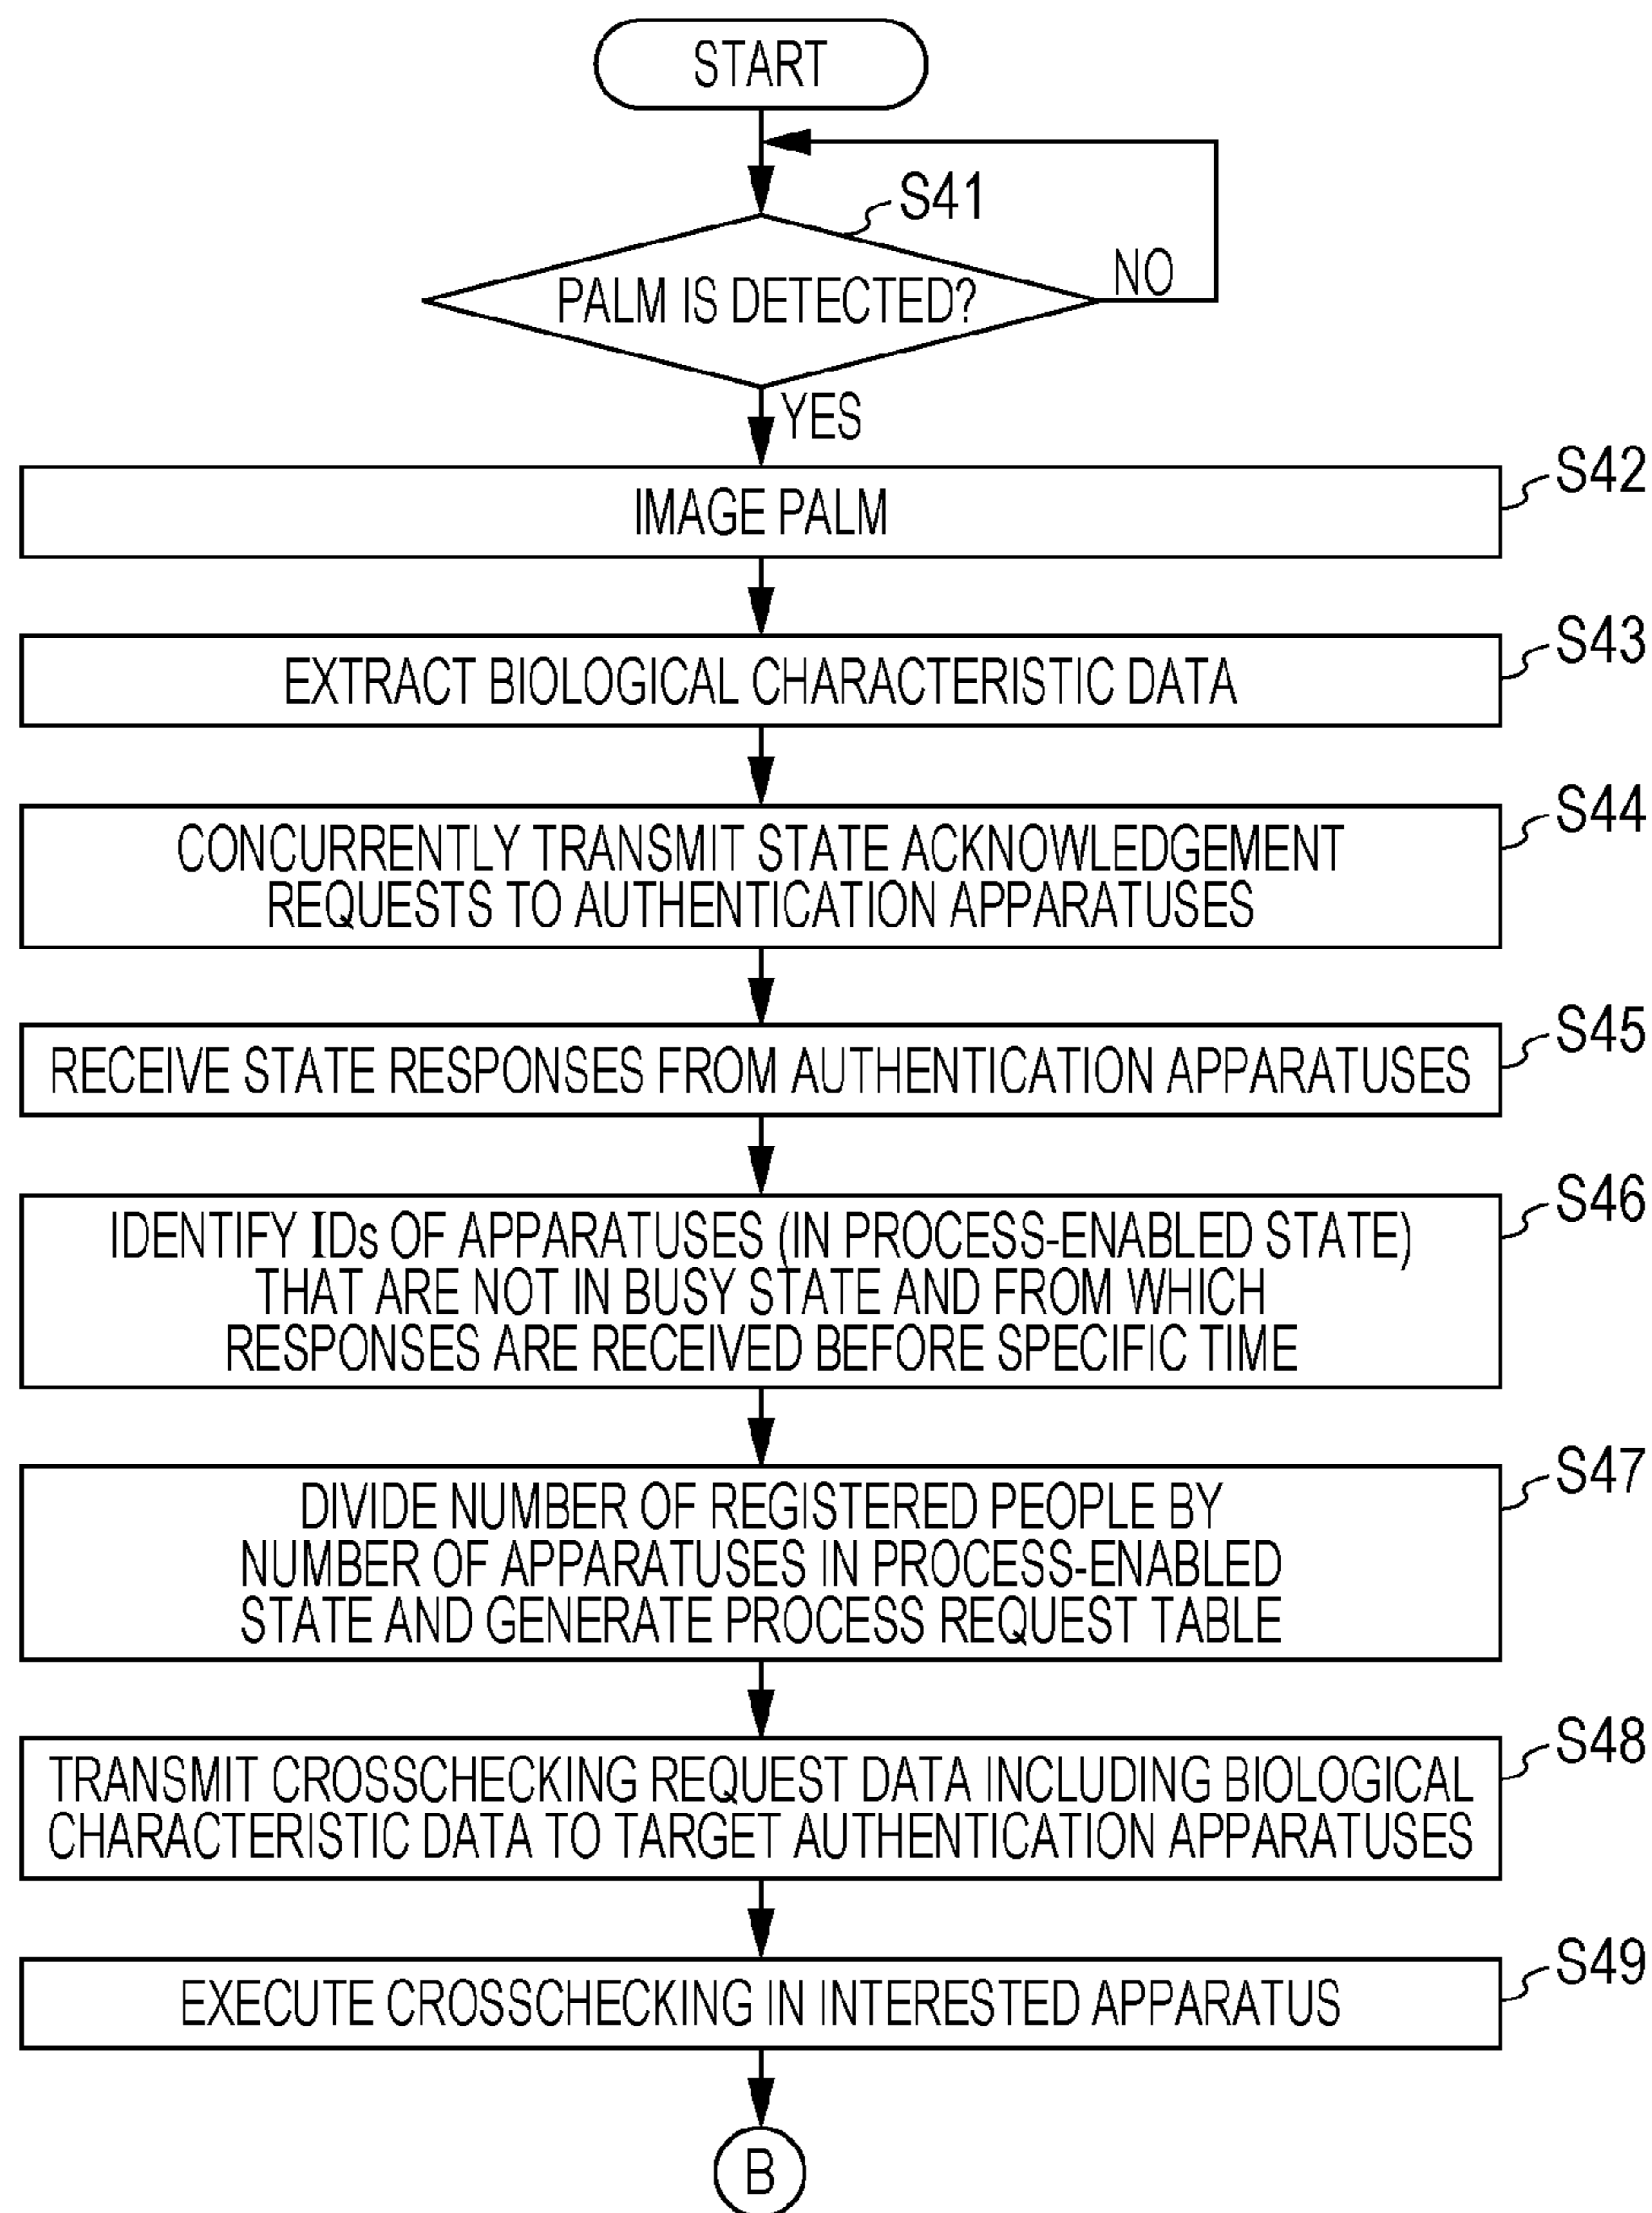 START
S41
PALM IS DETECTED?
NO
YES
S42
IMAGE PALM
S43
EXTRACT BIOLOGICAL CHARACTERISTIC DATA
S44
CONCURRENTLY TRANSMIT STATE ACKNOWLEDGEMENT
REQUESTS TO AUTHENTICATION APPARATUSES
S45
RECEIVE STATE RESPONSES FROM AUTHENTICATION APPARATUSES
S46
IDENTIFY IDs OF APPARATUSES (IN PROCESS-ENABLED STATE)
THAT ARE NOT IN BUSY STATE AND FROM WHICH
RESPONSES ARE RECEIVED BEFORE SPECIFIC TIME
S47
DIVIDE NUMBER OF REGISTERED PEOPLE BY
NUMBER OF APPARATUSES IN PROCESS-ENABLED
STATE AND GENERATE PROCESS REQUEST TABLE
S48
TRANSMIT CROSSCHECKING REQUEST DATA INCLUDING BIOLOGICAL
CHARACTERISTIC DATA TO TARGET AUTHENTICATION APPARATUSES
S49
EXECUTE CROSSCHECKING IN INTERESTED APPARATUS
B